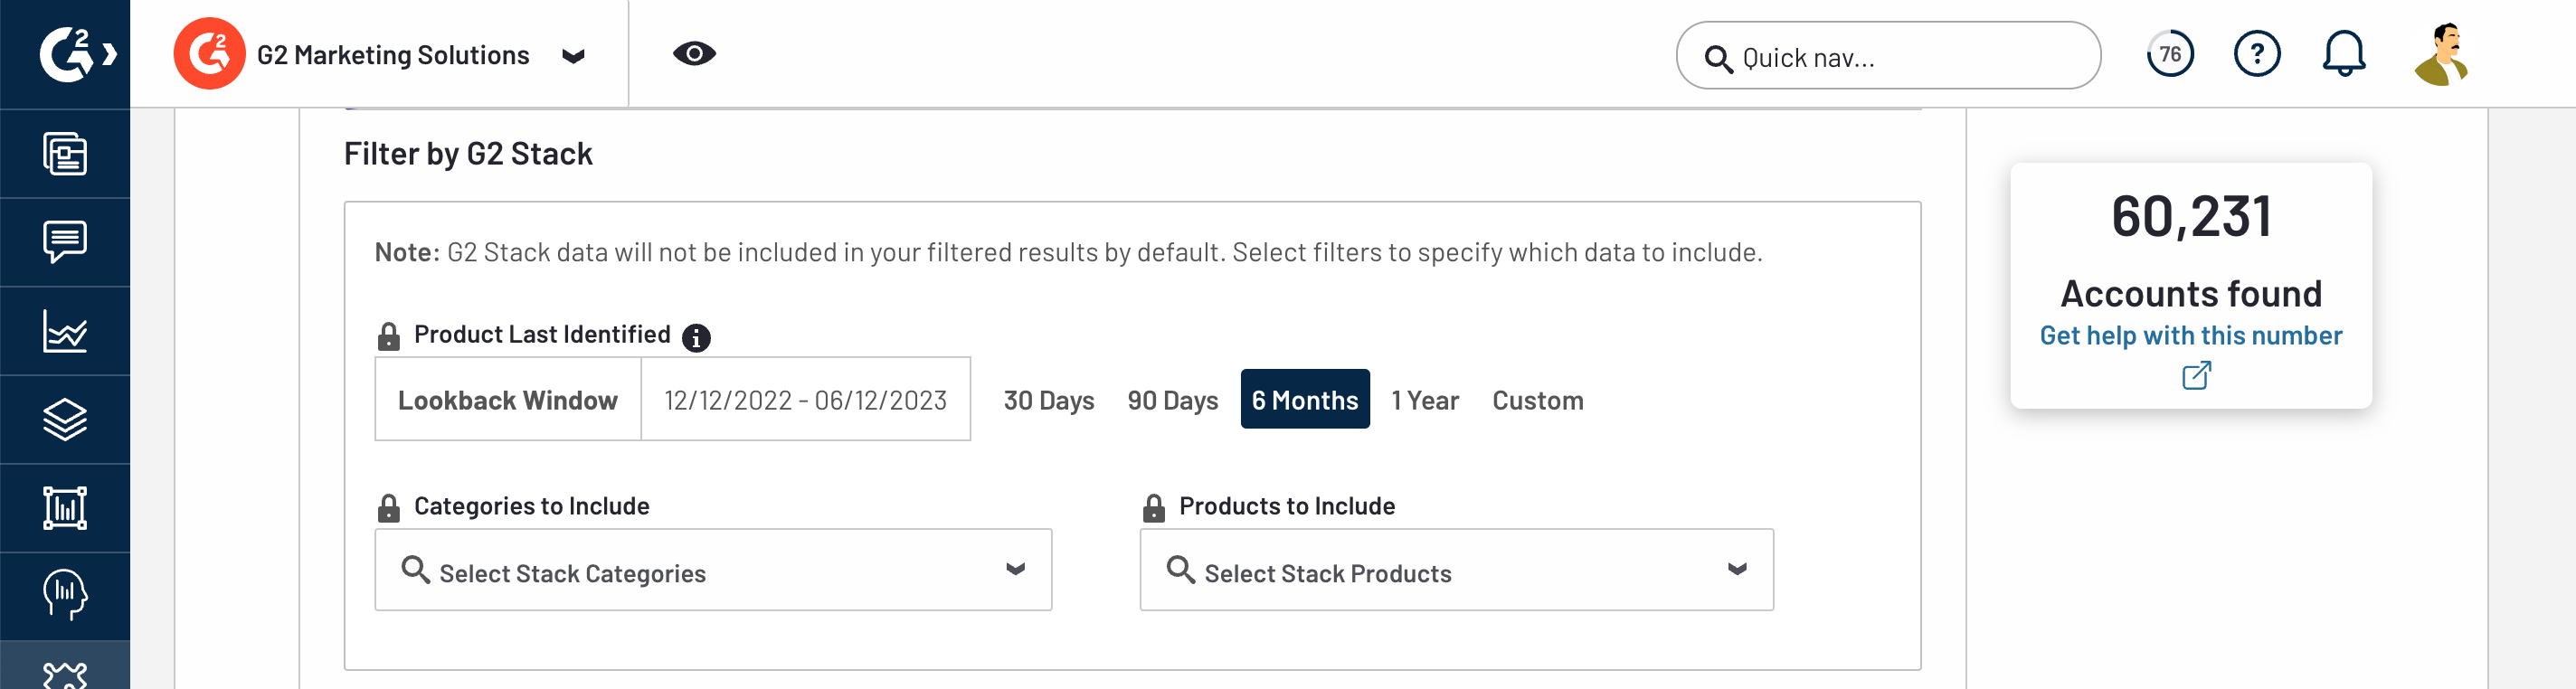 G2 Marketing Solutions
Quick nav...
76
?
Filter by G2 Stack
Note: G2 Stack data will not be included in your filtered results by default. Select filters to specify which data to include.
Product Last Identified i
Lookback Window 12/12/2022 - 06/12/2023 30 Days 90 Days 6 Months 1 Year Custom
Categories to Include
Select Stack Categories
Products to Include
Select Stack Products
60,231
Accounts found
Get help with this number